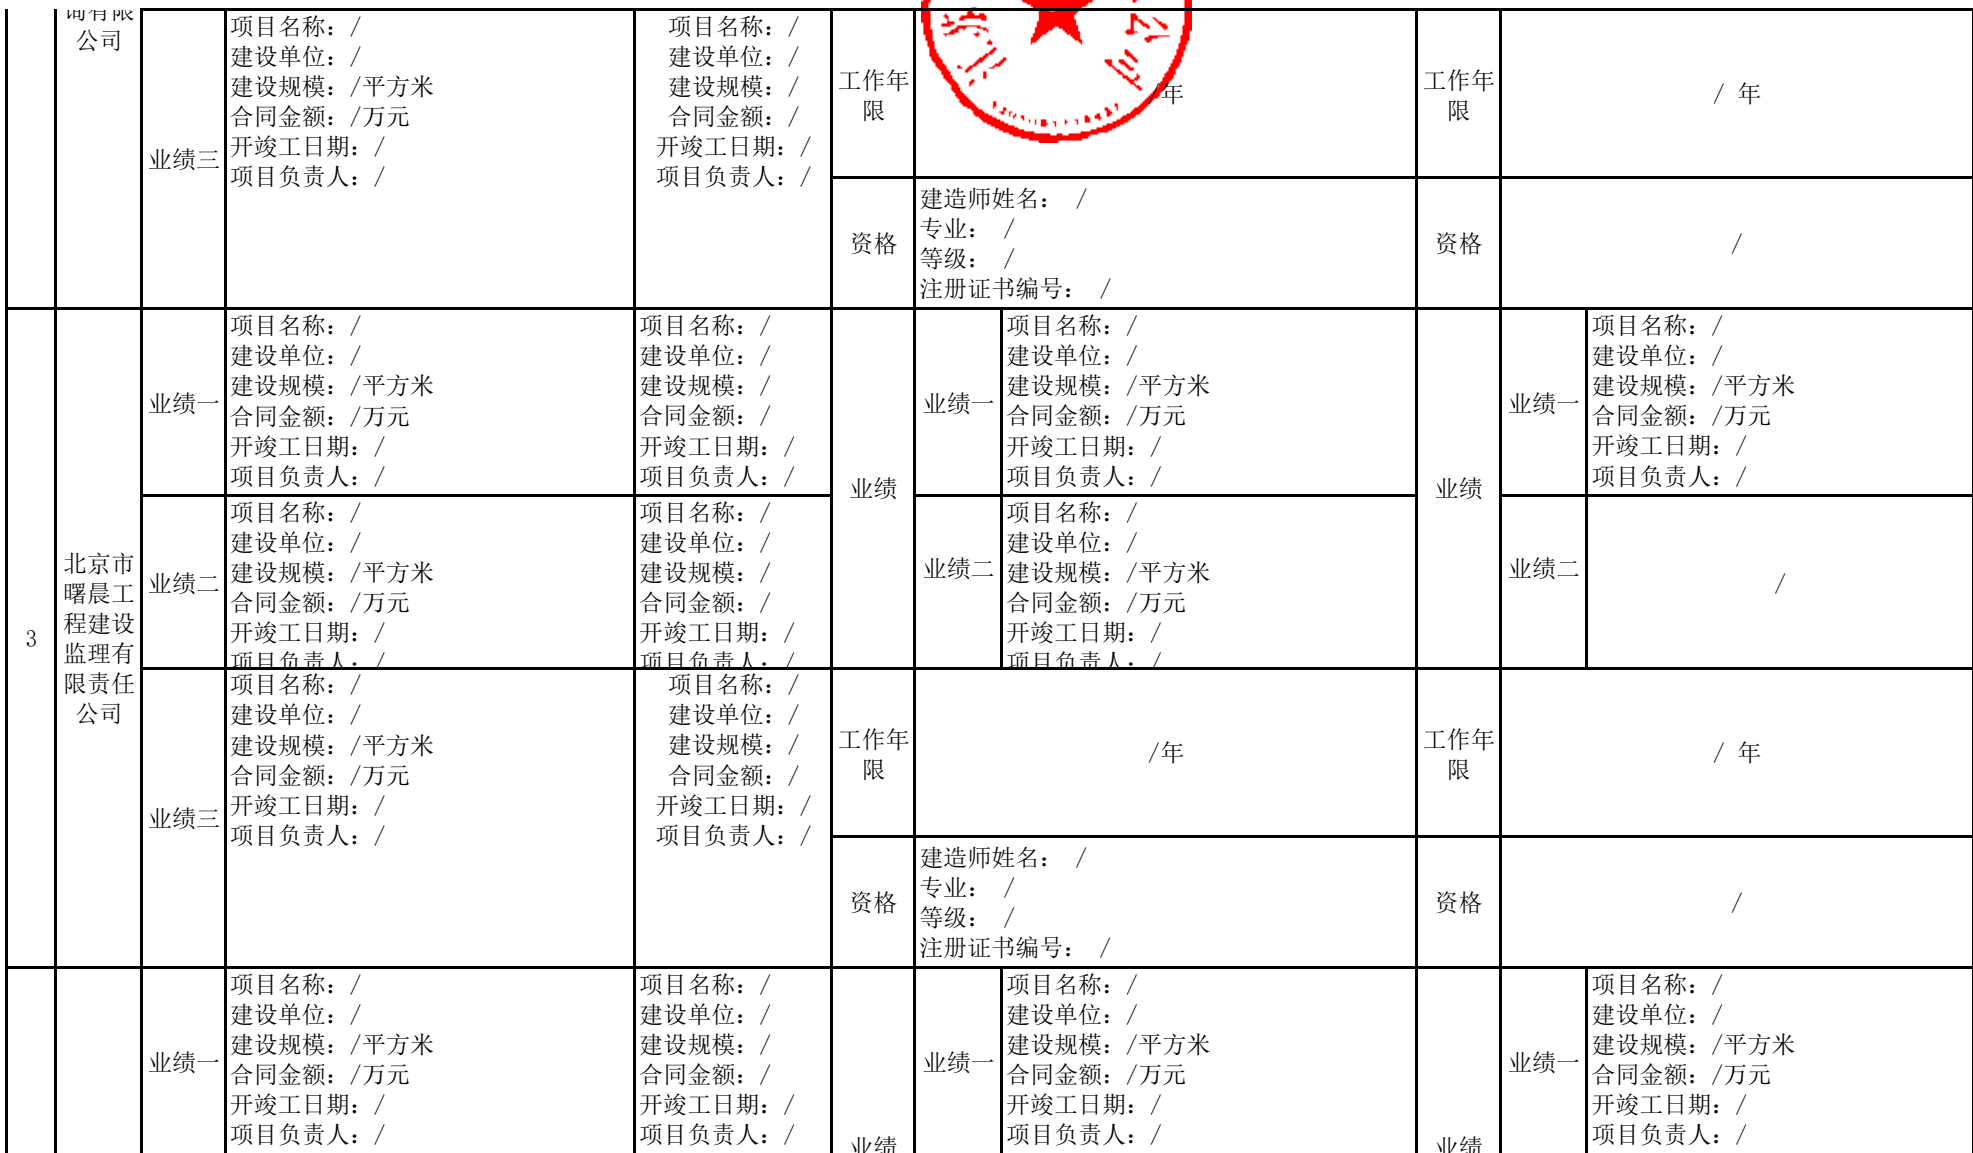 询有限
公司
业绩三
项目名称：/
建设单位：/
建设规模：/平方米
合同金额：/万元
开竣工日期：/
项目负责人：/
项目名称：/
建设单位：/
建设规模：/
合同金额：/
开竣工日期：/
项目负责人：/
工作年
限
/年
工作年
限
/ 年
资格
建造师姓名： /
专业： /
等级： /
注册证书编号： /
资格
/
3
北京市
曙晨工
程建设
监理有
限责任
公司
业绩一
项目名称：/
建设单位：/
建设规模：/平方米
合同金额：/万元
开竣工日期：/
项目负责人：/
项目名称：/
建设单位：/
建设规模：/
合同金额：/
开竣工日期：/
项目负责人：/
业绩
业绩一
项目名称：/
建设单位：/
建设规模：/平方米
合同金额：/万元
开竣工日期：/
项目负责人：/
业绩
业绩一
项目名称：/
建设单位：/
建设规模：/平方米
合同金额：/万元
开竣工日期：/
项目负责人：/
业绩二
项目名称：/
建设单位：/
建设规模：/平方米
合同金额：/万元
开竣工日期：/
项目负责人：/
项目名称：/
建设单位：/
建设规模：/
合同金额：/
开竣工日期：/
项目负责人：/
业绩二
项目名称：/
建设单位：/
建设规模：/平方米
合同金额：/万元
开竣工日期：/
项目负责人：/
业绩二
/
业绩三
项目名称：/
建设单位：/
建设规模：/平方米
合同金额：/万元
开竣工日期：/
项目负责人：/
项目名称：/
建设单位：/
建设规模：/
合同金额：/
开竣工日期：/
项目负责人：/
工作年
限
/年
工作年
限
/ 年
资格
建造师姓名： /
专业： /
等级： /
注册证书编号： /
资格
/
业绩一
项目名称：/
建设单位：/
建设规模：/平方米
合同金额：/万元
开竣工日期：/
项目负责人：/
项目名称：/
建设单位：/
建设规模：/
合同金额：/
开竣工日期：/
项目负责人：/
业绩
业绩一
项目名称：/
建设单位：/
建设规模：/平方米
合同金额：/万元
开竣工日期：/
项目负责人：/
业绩
业绩一
项目名称：/
建设单位：/
建设规模：/平方米
合同金额：/万元
开竣工日期：/
项目负责人：/